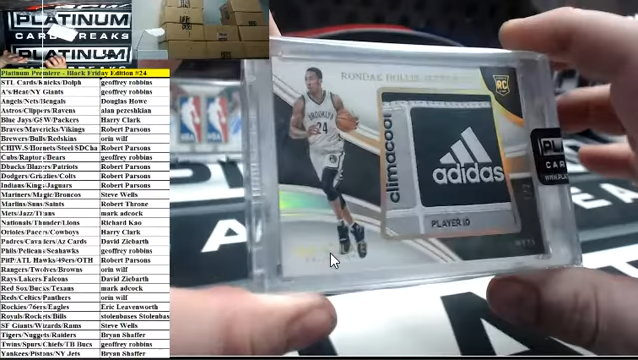 PLATINUM
CARD BREAKS
PLATINUM
Platinum Premiere - Black Friday Edition #24
STL Cards/Knicks/Dolph geoffrey robbins
A's/Heat/NY Giants geoffrey robbins
Angels/Nets/Bengals Douglas Howe
Astros/Clippers/Ravens alan pezeshkian
Blue Jays/GSW/Packers Harry Clark
Braves/Mavericks/Vikings Robert Parsons
Brewers/Bulls/Redskins orin wilf
CHIW.S/Hornets/Steel/SDCha Robert Parsons
Cubs/Raptors/Bears geoffrey robbins
Dbacks/Blazers/Patriots Robert Parsons
Dodgers/Grizzlies/Colts Robert Parsons
Indians/Kings/Jaguars Robert Parsons
Mariners/Magic/Broncos Steve Wells
Marlins/Suns/Saints Robert Throne
Mets/Jazz/Titans mark adcock
Nationals/Thunder/Lions Richard Kao
Orioles/Pacers/Cowboys Harry Clark
Padres/Cavaliers/Az Cards David Ziebarth
Phils/Pelicans/Seahawks geoffrey robbins
Pitt P/ATL Hawks/49ers/OTH Robert Parsons
Rangers/Twolves/Browns orin wilf
Rays/Lakers/Falcons David Ziebarth
Red Sox/Bucks/Texans mark adcock
Reds/Celtics/Panthers orin wilf
Rockies/76ers/Eagles Eric Leavenworth
Royals/Rockets/Bills stolenbuses Stolenbus
SF Giants/Wizards/Rams Steve Wells
Tigers/Nuggets/Raiders Bryan Shaffer
Twins/Spurs/Chiefs/TB Bucs geoffrey robbins
Yankees/Pistons/NY Jets Bryan Shaffer
RONDAE HOLLIS-JEFFERSON
RC
BROOKLYN
24
climacool
adidas
PLAYER ID
NBA